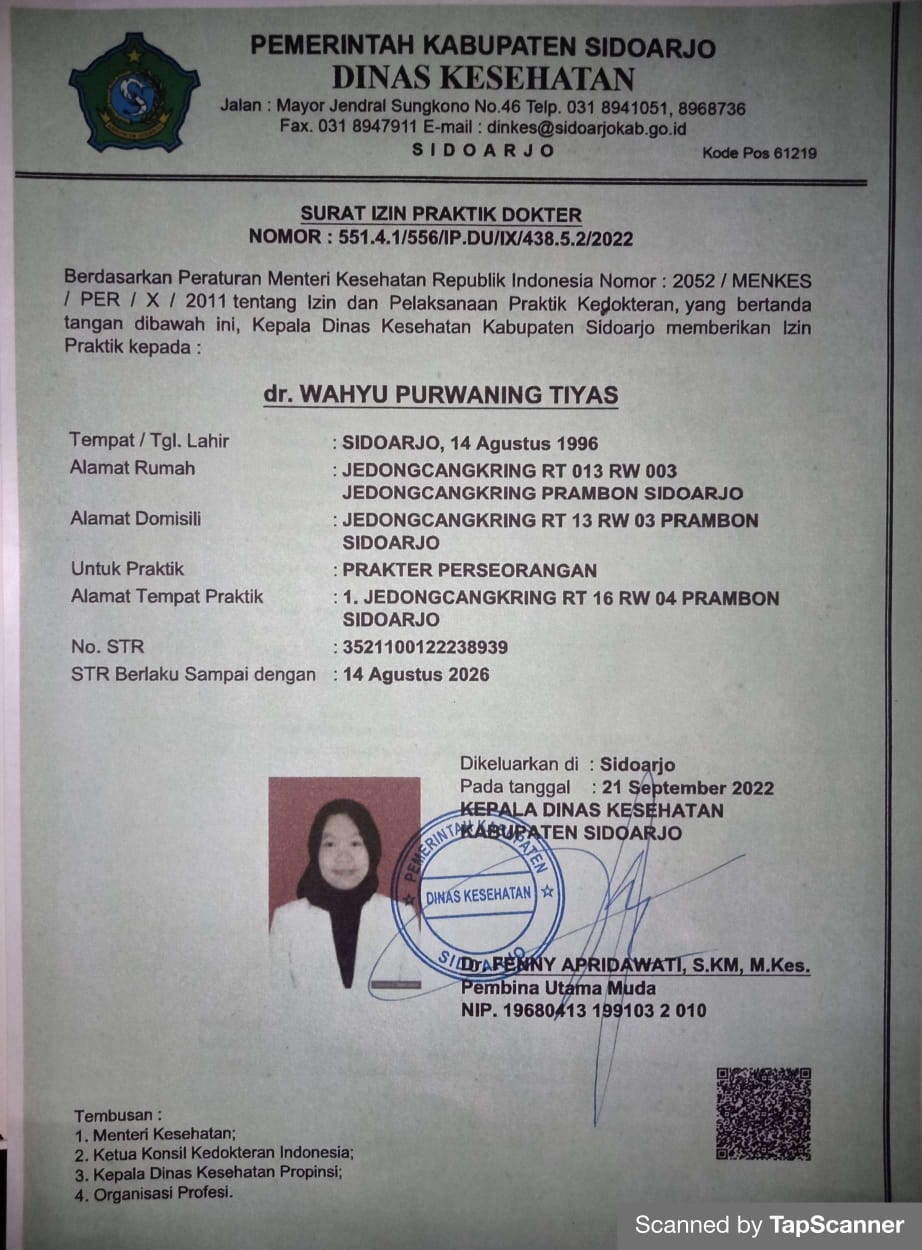 PEMERINTAH KABUPATEN SIDOARJO
DINAS KESEHATAN
Jalan : Mayor Jendral Sungkono No.46 Telp. 031 8941051, 8968736
Fax. 031 8947911 E-mail : dinkes@sidoarjokab.go.id
SIDOARJO
Kode Pos 61219
SURAT IZIN PRAKTIK DOKTER
NOMOR : 551.4.1/556/IP.DU/IX/438.5.2/2022
Berdasarkan Peraturan Menteri Kesehatan Republik Indonesia Nomor : 2052 / MENKES
/ PER / X / 2011 tentang Izin dan Pelaksanaan Praktik Kedokteran, yang bertanda
tangan dibawah ini, Kepala Dinas Kesehatan Kabupaten Sidoarjo memberikan Izin
Praktik kepada :
dr. WAHYU PURWANING TIYAS
Tempat / Tgl. Lahir : SIDOARJO, 14 Agustus 1996
Alamat Rumah : JEDONGCANGKRING RT 013 RW 003
JEDONGCANGKRING PRAMBON SIDOARJO
Alamat Domisili : JEDONGCANGKRING RT 13 RW 03 PRAMBON
SIDOARJO
Untuk Praktik : PRAKTER PERSEORANGAN
Alamat Tempat Praktik : 1. JEDONGCANGKRING RT 16 RW 04 PRAMBON
SIDOARJO
No. STR : 3521100122238939
STR Berlaku Sampai dengan : 14 Agustus 2026
Dikeluarkan di : Sidoarjo
Pada tanggal : 21 September 2022
KEPALA DINAS KESEHATAN
KABUPATEN SIDOARJO
PEMERINTAH KABUPATEN
DINAS KESEHATAN
SIDOARJO
Dr. FENNY APRIDAWATI, S.KM, M.Kes.
Pembina Utama Muda
NIP. 19680413 199103 2 010
Tembusan :
1. Menteri Kesehatan;
2. Ketua Konsil Kedokteran Indonesia;
3. Kepala Dinas Kesehatan Propinsi;
4. Organisasi Profesi.
Scanned by TapScanner